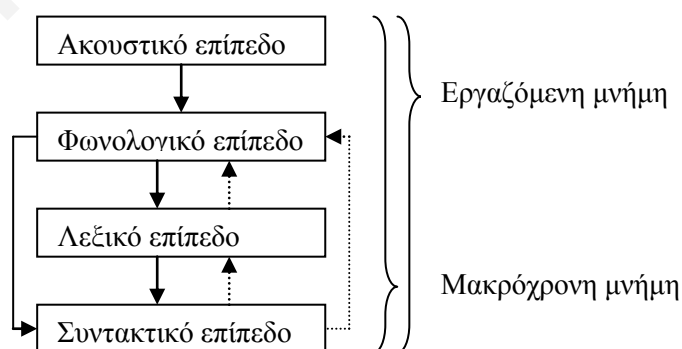 Ακουστικό επίπεδο
Εργαζόμενη μνήμη
Φωνολογικό επίπεδο
Λεξικό επίπεδο
Μακρόχρονη μνήμη
Συντακτικό επίπεδο